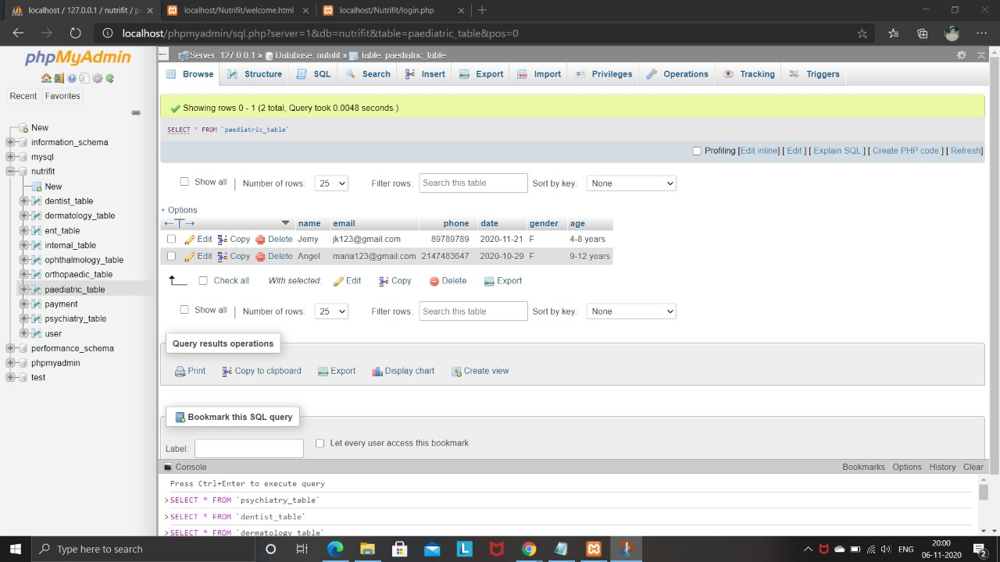 localhost / 127.0.0.1 / nutrifit / p
localhost/Nutrifit/welcome.html
localhost/Nutrifit/login.php
localhost/phpmyadmin/sql.php?server=1&db=nutrifit&table=paediatric_table&pos=0
phpMyAdmin
Recent
Favorites
New
information_schema
mysql
nutrifit
New
dentist_table
dermatology_table
ent_table
internal_table
ophthalmology_table
orthopaedic_table
paediatric_table
payment
psychiatry_table
user
performance_schema
phpmyadmin
test
Server: 127.0.0.1 » Database: nutrifit » Table: paediatric_table
Browse Structure SQL Search Insert Export Import Privileges Operations Tracking Triggers
Showing rows 0 - 1 (2 total, Query took 0.0048 seconds.)
SELECT * FROM `paediatric_table`
Profiling [Edit inline] [ Edit ] [ Explain SQL ] [ Create PHP code ] [ Refresh]
Show all | Number of rows: 25 Filter rows: Search this table Sort by key: None
+ Options
←T→ name email phone date gender age
Edit Copy Delete Jemy jk123@gmail.com 89789789 2020-11-21 F 4-8 years
Edit Copy Delete Angel maria123@gmail.com 2147483647 2020-10-29 F 9-12 years
Check all With selected: Edit Copy Delete Export
Show all | Number of rows: 25 Filter rows: Search this table Sort by key: None
Query results operations
Print Copy to clipboard Export Display chart Create view
Bookmark this SQL query
Label: Let every user access this bookmark
Console Bookmarks Options History Clear
Press Ctrl+Enter to execute query
>SELECT * FROM `psychiatry_table`
>SELECT * FROM `dentist_table`
>SELECT * FROM `dermatology_table`
Type here to search
L
ENG
20:00
06-11-2020
2